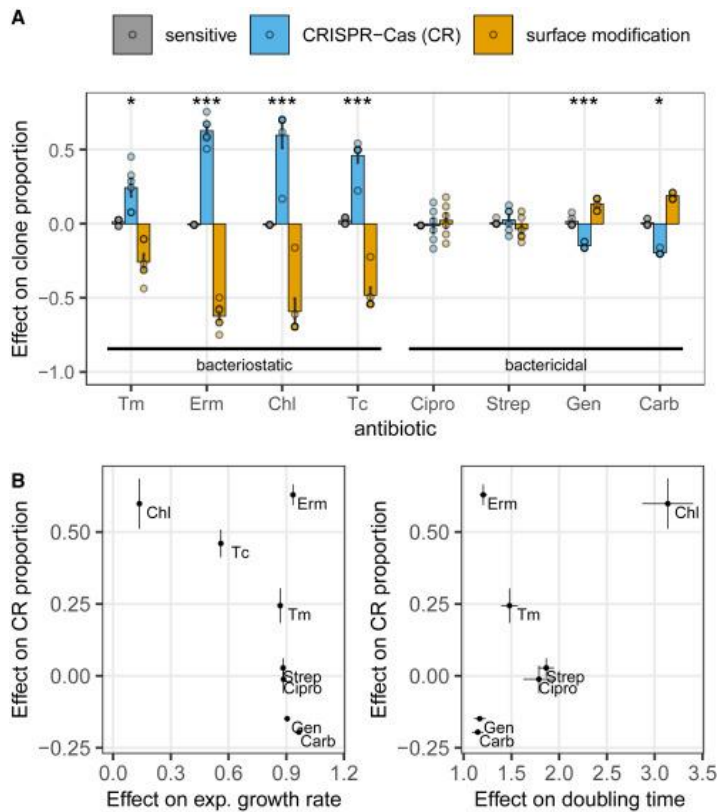 A
sensitive CRISPR−Cas (CR) surface modification
* *** *** *** *** *
Effect on clone proportion
0.5
0.0
−0.5
−1.0
bacteriostatic bactericidal
Tm Erm Chl Tc Cipro Strep Gen Carb
antibiotic
B
Effect on CR proportion
0.50
0.25
0.00
−0.25
Chl
Erm
Tc
Tm
Strep
Cipro
Gen
Carb
0.0 0.3 0.6 0.9 1.2
Effect on exp. growth rate
Effect on CR proportion
0.50
0.25
0.00
−0.25
Erm
Chl
Tm
Strep
Cipro
Gen
Carb
1.0 1.5 2.0 2.5 3.0 3.5
Effect on doubling time